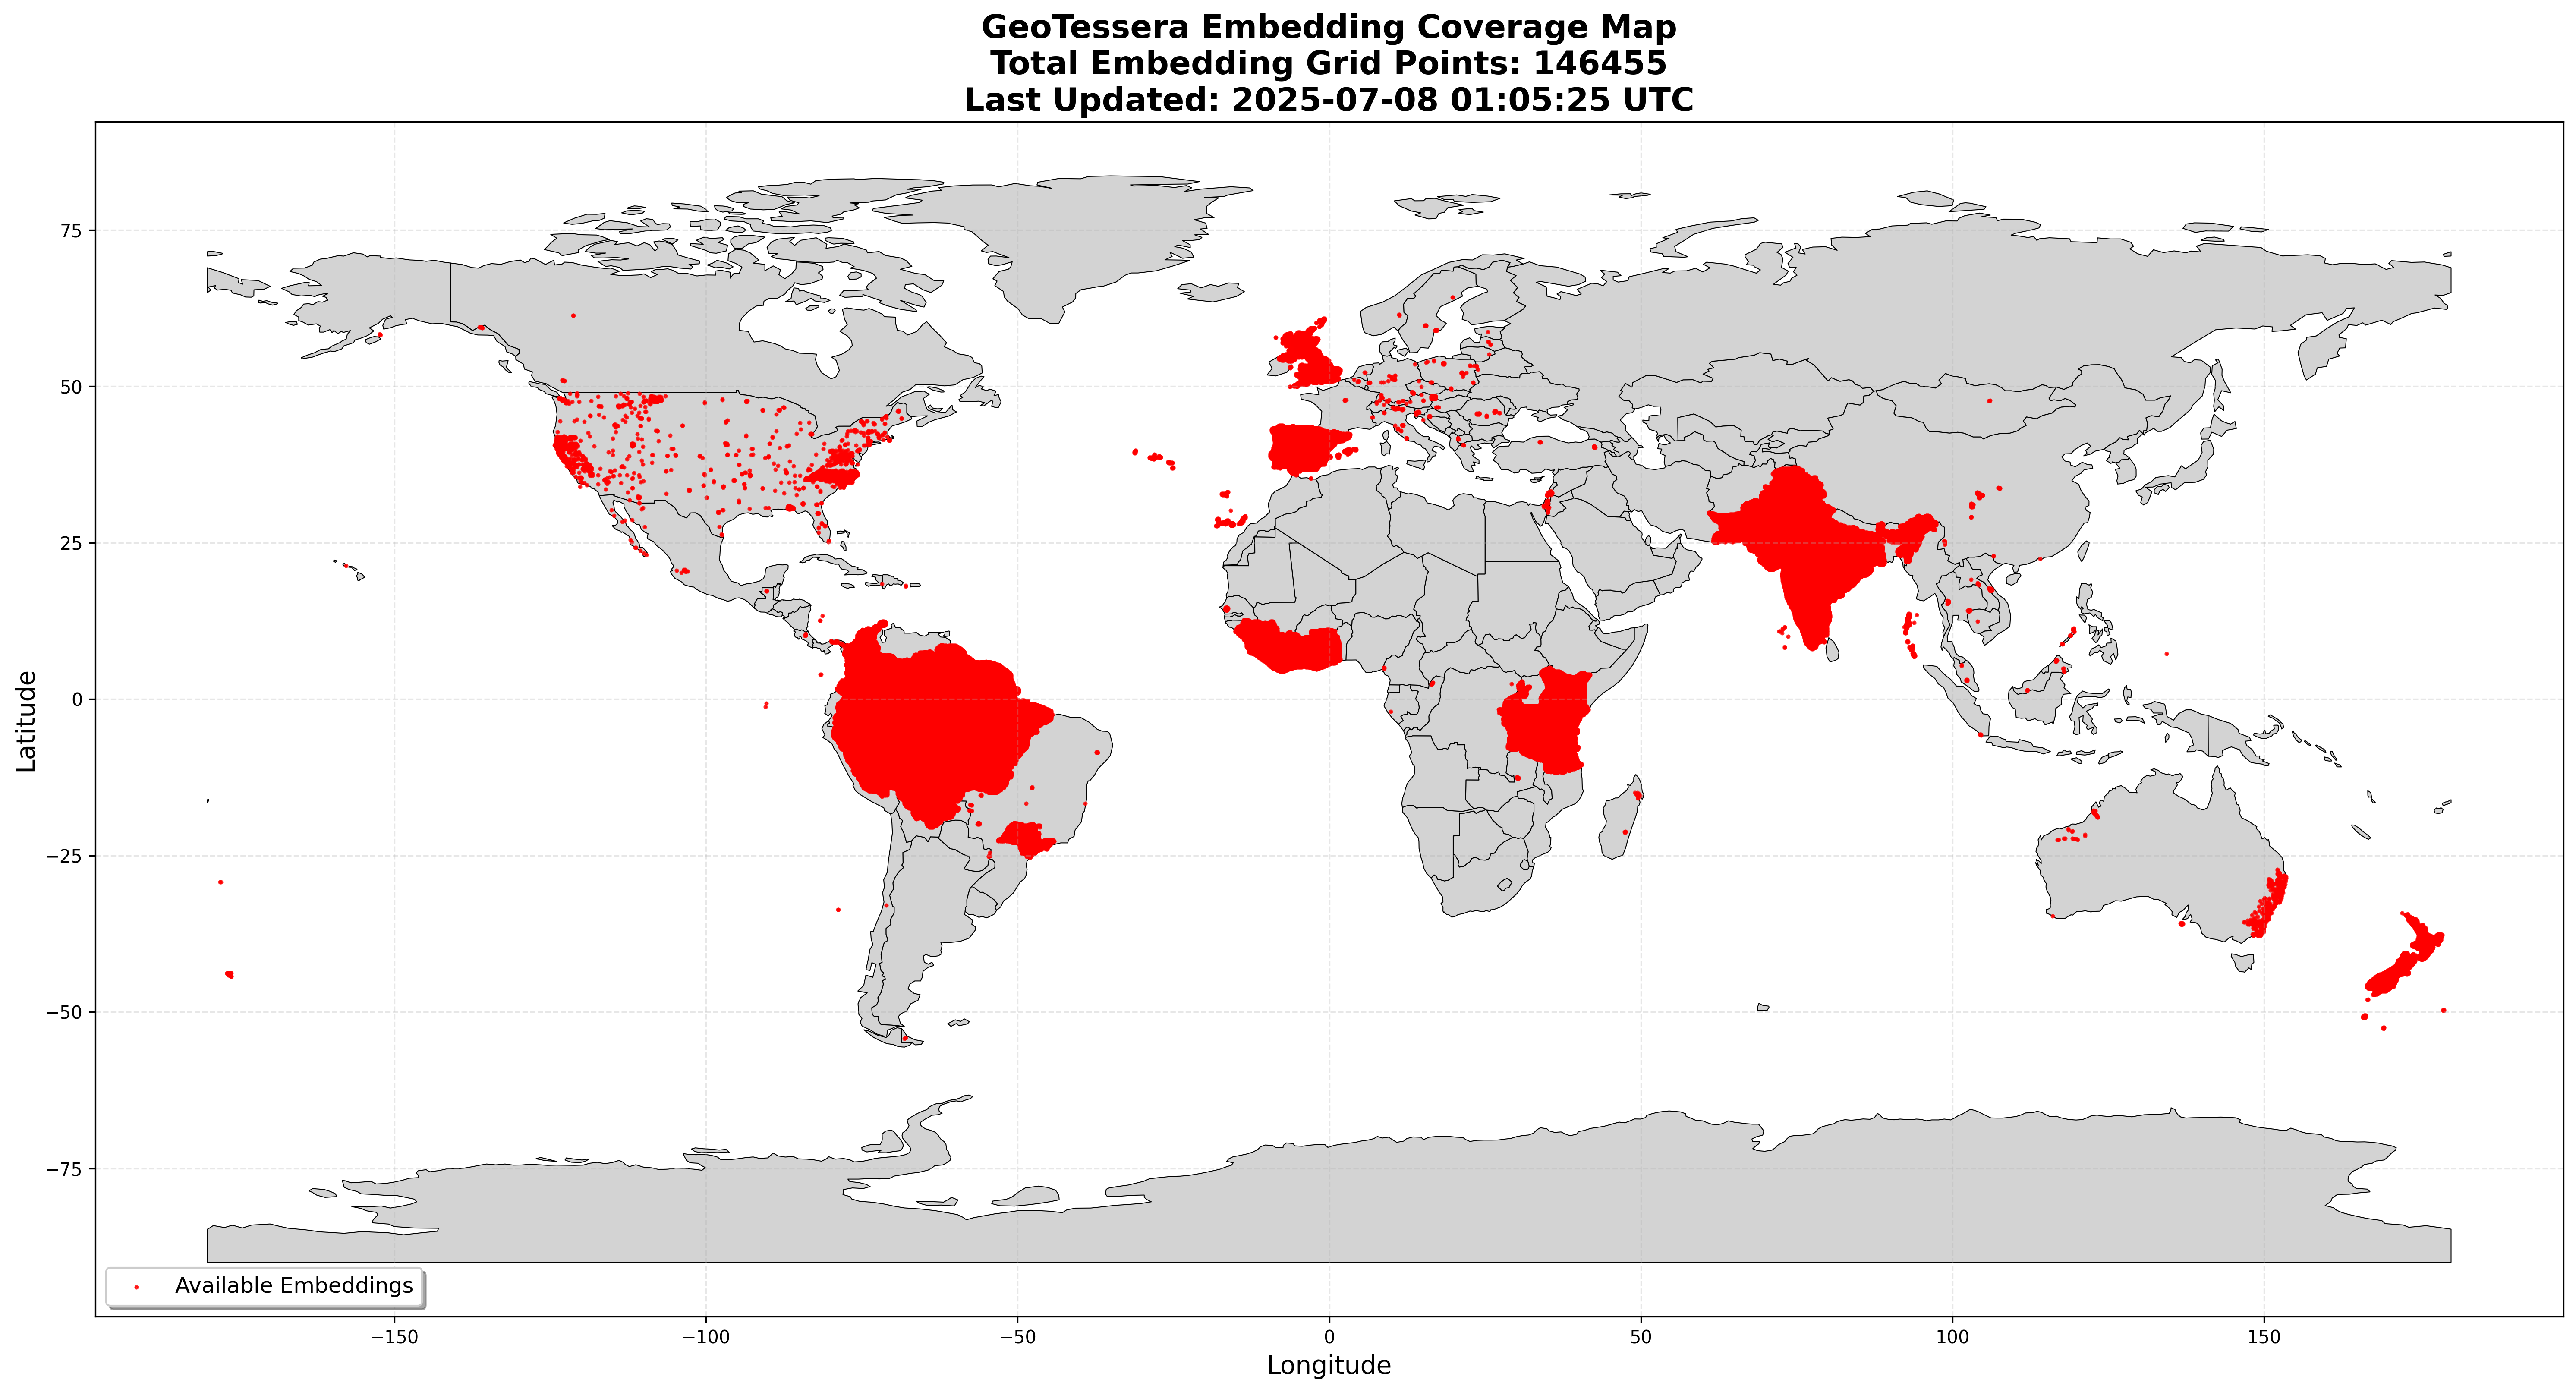 GeoTessera Embedding Coverage Map
Total Embedding Grid Points: 146455
Last Updated: 2025-07-08 01:05:25 UTC
Latitude
75
50
25
0
−25
−50
−75
Available Embeddings
−150
−100
−50
0
50
100
150
Longitude